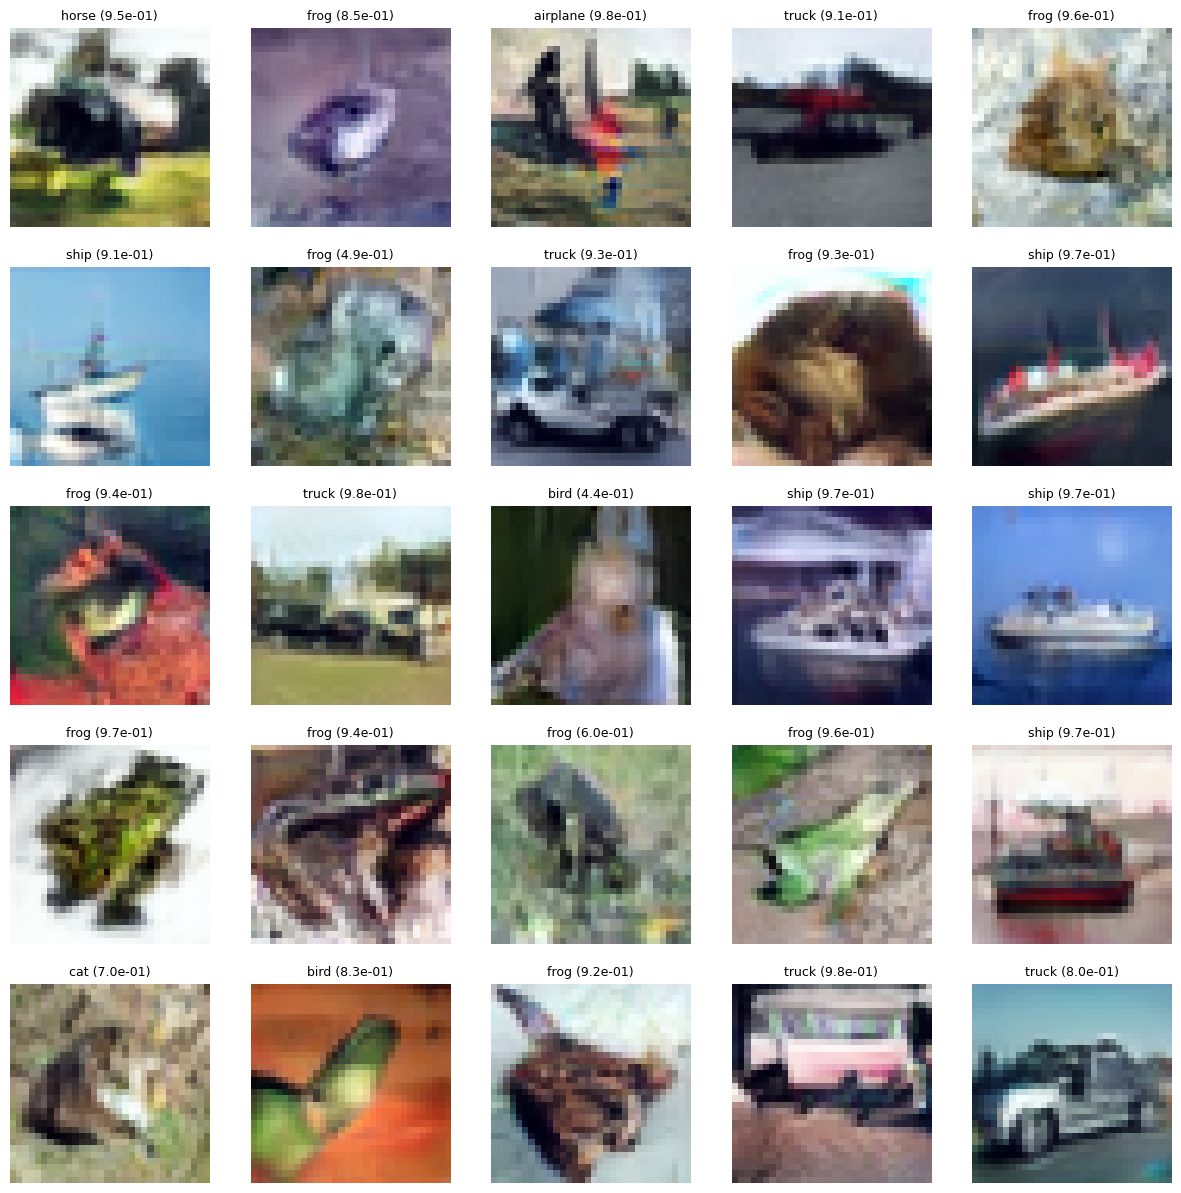 horse (9.5e-01)
frog (8.5e-01)
airplane (9.8e-01)
truck (9.1e-01)
frog (9.6e-01)
ship (9.1e-01)
frog (4.9e-01)
truck (9.3e-01)
frog (9.3e-01)
ship (9.7e-01)
frog (9.4e-01)
truck (9.8e-01)
bird (4.4e-01)
ship (9.7e-01)
ship (9.7e-01)
frog (9.7e-01)
frog (9.4e-01)
frog (6.0e-01)
frog (9.6e-01)
ship (9.7e-01)
cat (7.0e-01)
bird (8.3e-01)
frog (9.2e-01)
truck (9.8e-01)
truck (8.0e-01)